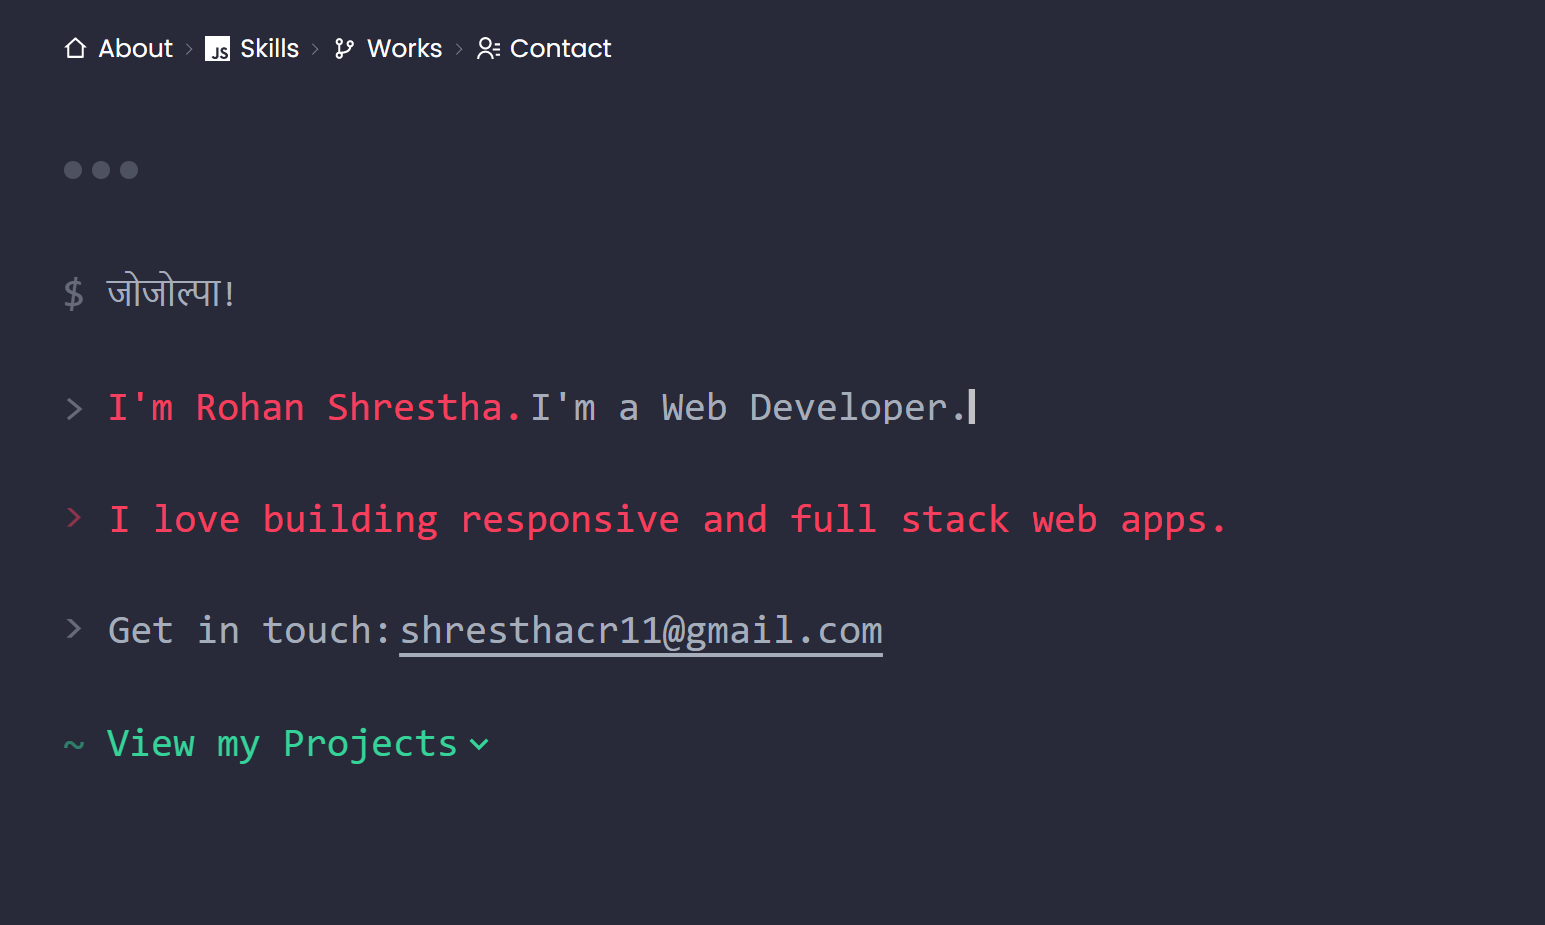 About > JS Skills > Works > Contact
$ जोजोल्पा!
> I'm Rohan Shrestha. I'm a Web Developer.
> I love building responsive and full stack web apps.
> Get in touch: shresthacr11@gmail.com
~ View my Projects